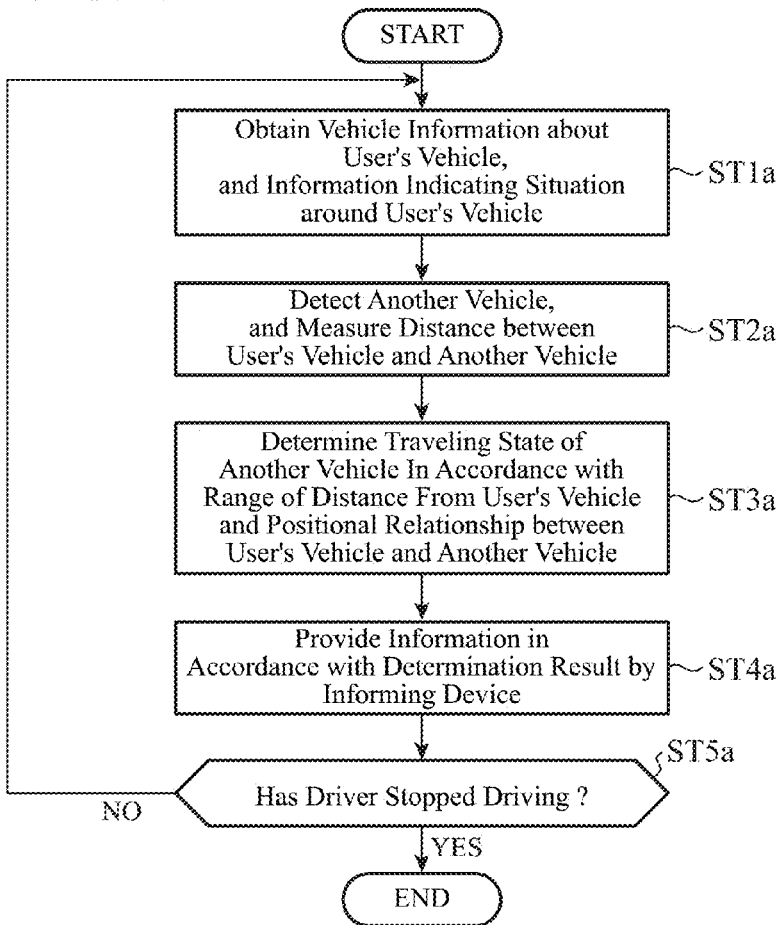 START
Obtain Vehicle Information about
User's Vehicle,
and Information Indicating Situation
around User's Vehicle
ST1a
Detect Another Vehicle,
and Measure Distance between
User's Vehicle and Another Vehicle
ST2a
Determine Traveling State of
Another Vehicle In Accordance with
Range of Distance From User's Vehicle
and Positional Relationship between
User's Vehicle and Another Vehicle
ST3a
Provide Information in
Accordance with Determination Result by
Informing Device
ST4a
ST5a
Has Driver Stopped Driving ?
NO
YES
END